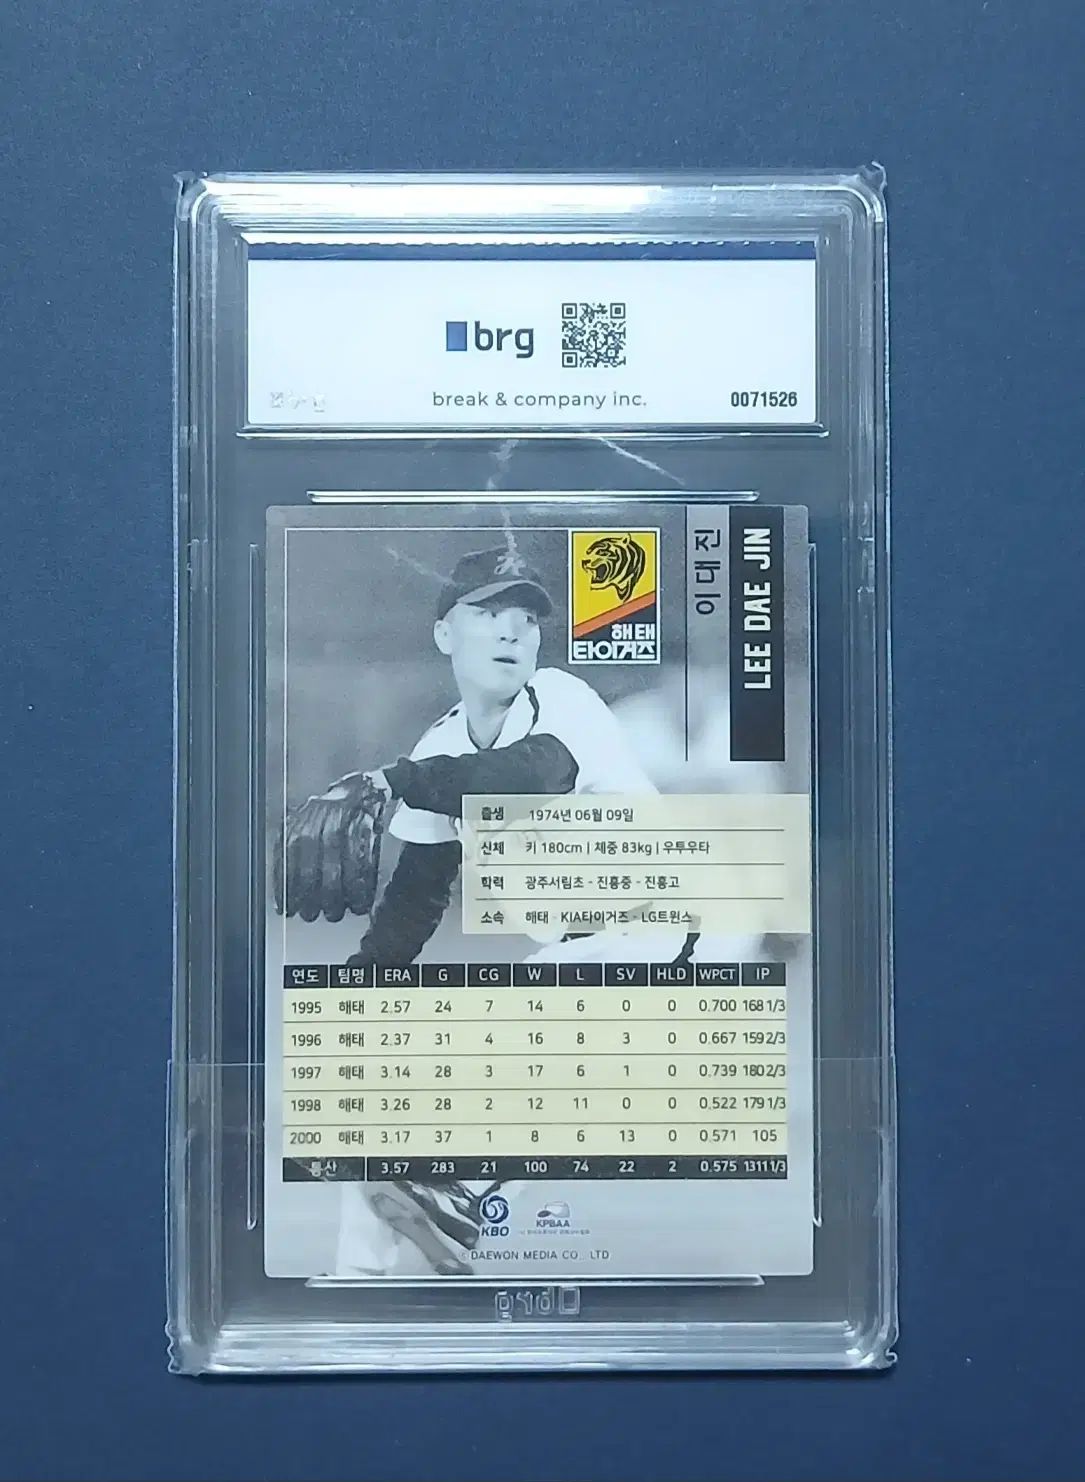 brg
break & company inc.
0071526
이대진
LEE DAE JIN
해태
타이거즈
출생 1974년 06월 09일
신체 키 180cm | 체중 83kg | 우투우타
학력 광주서림초 - 진흥중 - 진흥고
소속 해태 - KIA타이거즈 - LG트윈스
연도 팀명 ERA G CG W L SV HLD WPCT IP
1995 해태 2.57 24 7 14 6 0 0 0.700 168 1/3
1996 해태 2.37 31 4 16 8 3 0 0.667 159 2/3
1997 해태 3.14 28 3 17 6 1 0 0.739 180 2/3
1998 해태 3.26 28 2 12 11 0 0 0.522 179 1/3
2000 해태 3.17 37 1 8 6 13 0 0.571 105
통산 3.57 283 21 100 74 22 2 0.575 1311 1/3
KBO
KPBAA
© DAEWON MEDIA CO., LTD
brg